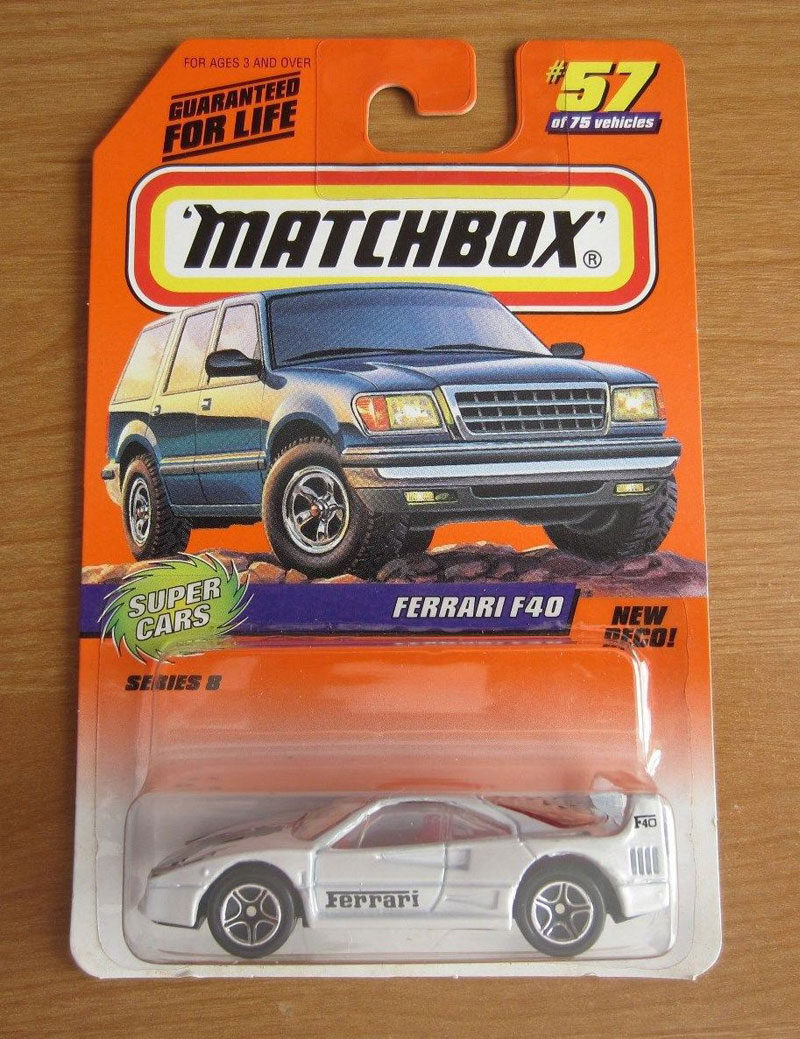 FOR AGES 3 AND OVER
GUARANTEED
FOR LIFE
#57
of 75 vehicles
'MATCHBOX'®
SUPER
CARS
FERRARI F40
NEW
DECO!
SERIES 8
F40
Ferrari